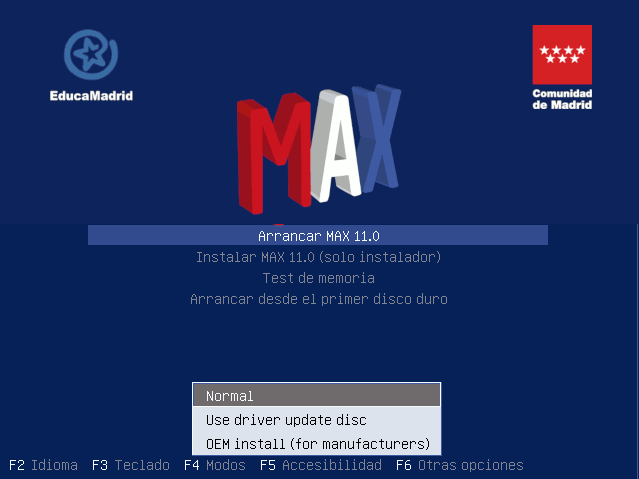 EducaMadrid
Comunidad
de Madrid
MAX
Arrancar MAX 11.0
Instalar MAX 11.0 (solo instalador)
Test de memoria
Arrancar desde el primer disco duro
Normal
Use driver update disc
OEM install (for manufacturers)
F2 Idioma F3 Teclado F4 Modos F5 Accesibilidad F6 Otras opciones